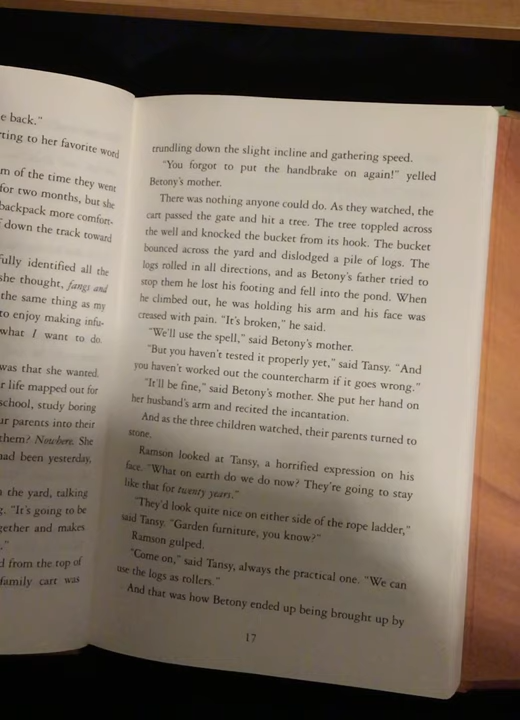 e back."
rting to her favorite word
m of the time they went
for two months, but she
backpack more comfort-
f down the track toward
fully identified all the
she thought, fangs and
the same thing as my
to enjoy making infu-
what I want to do.
was that she wanted.
r life mapped out for
school, study boring
ur parents into their
them? Nowhere. She
had been yesterday,
n the yard, talking
g. "It's going to be
gether and makes
."
d from the top of
family cart was
trundling down the slight incline and gathering speed.
"You forgot to put the handbrake on again!" yelled
Betony's mother.
There was nothing anyone could do. As they watched, the
cart passed the gate and hit a tree. The tree toppled across
the well and knocked the bucket from its hook. The bucket
bounced across the yard and dislodged a pile of logs. The
logs rolled in all directions, and as Betony's father tried to
stop them he lost his footing and fell into the pond. When
he climbed out, he was holding his arm and his face was
creased with pain. "It's broken," he said.
"We'll use the spell," said Betony's mother.
"But you haven't tested it properly yet," said Tansy. "And
you haven't worked out the countercharm if it goes wrong."
"It'll be fine," said Betony's mother. She put her hand on
her husband's arm and recited the incantation.
And as the three children watched, their parents turned to
stone.
Ramson looked at Tansy, a horrified expression on his
face. "What on earth do we do now? They're going to stay
like that for twenty years."
"They'd look quite nice on either side of the rope ladder,"
said Tansy. "Garden furniture, you know?"
Ramson gulped.
"Come on," said Tansy, always the practical one. "We can
use the logs as rollers."
And that was how Betony ended up being brought up by
17